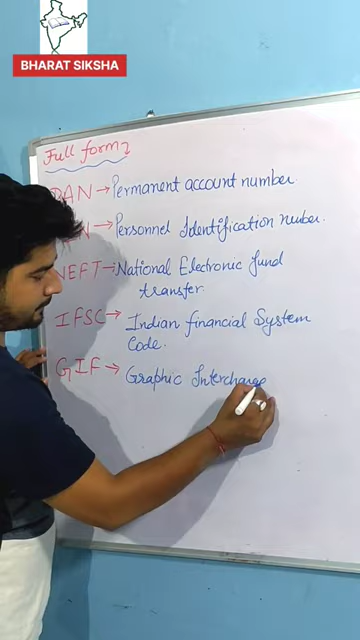 BHARAT SIKSHA
Full form
PAN → Permanent account number.
→ Personnel Identification number.
NEFT → National Electronic fund
transfer.
IFSC → Indian financial System
Code.
GIF → Graphic Interchange